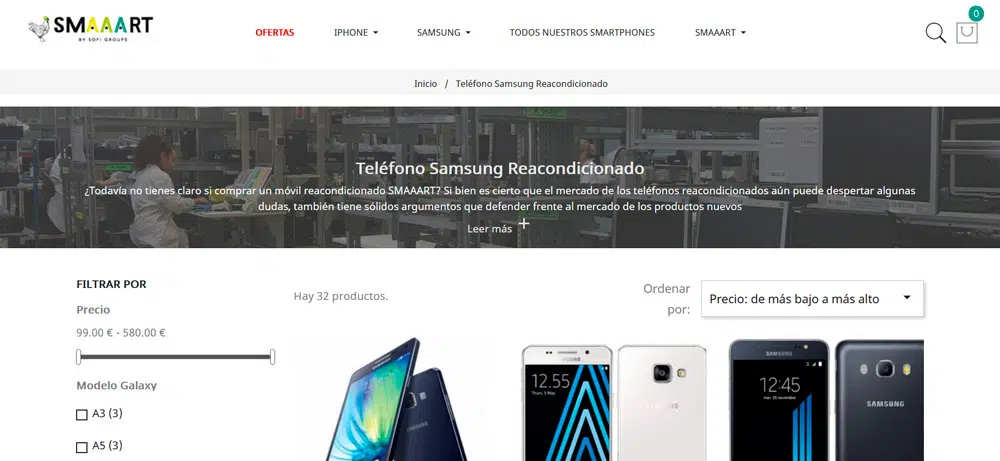 0
SMAAART
BY SOFI GROUPE
OFERTAS
IPHONE
SAMSUNG
TODOS NUESTROS SMARTPHONES
SMAAART
Inicio / Teléfono Samsung Reacondicionado
Teléfono Samsung Reacondicionado
¿Todavía no tienes claro si comprar un móvil reacondicionado SMAAART? Si bien es cierto que el mercado de los teléfonos reacondicionados aún puede despertar algunas
dudas, también tiene sólidos argumentos que defender frente al mercado de los productos nuevos
Leer más +
FILTRAR POR
Precio
99.00 € - 580.00 €
Modelo Galaxy
A3 (3)
A5 (3)
Hay 32 productos.
Ordenar
por:
Precio: de más bajo a más alto
SAMSUNG
12.55
SAMSUNG
SAMSUNG
12:45
SAMSUNG